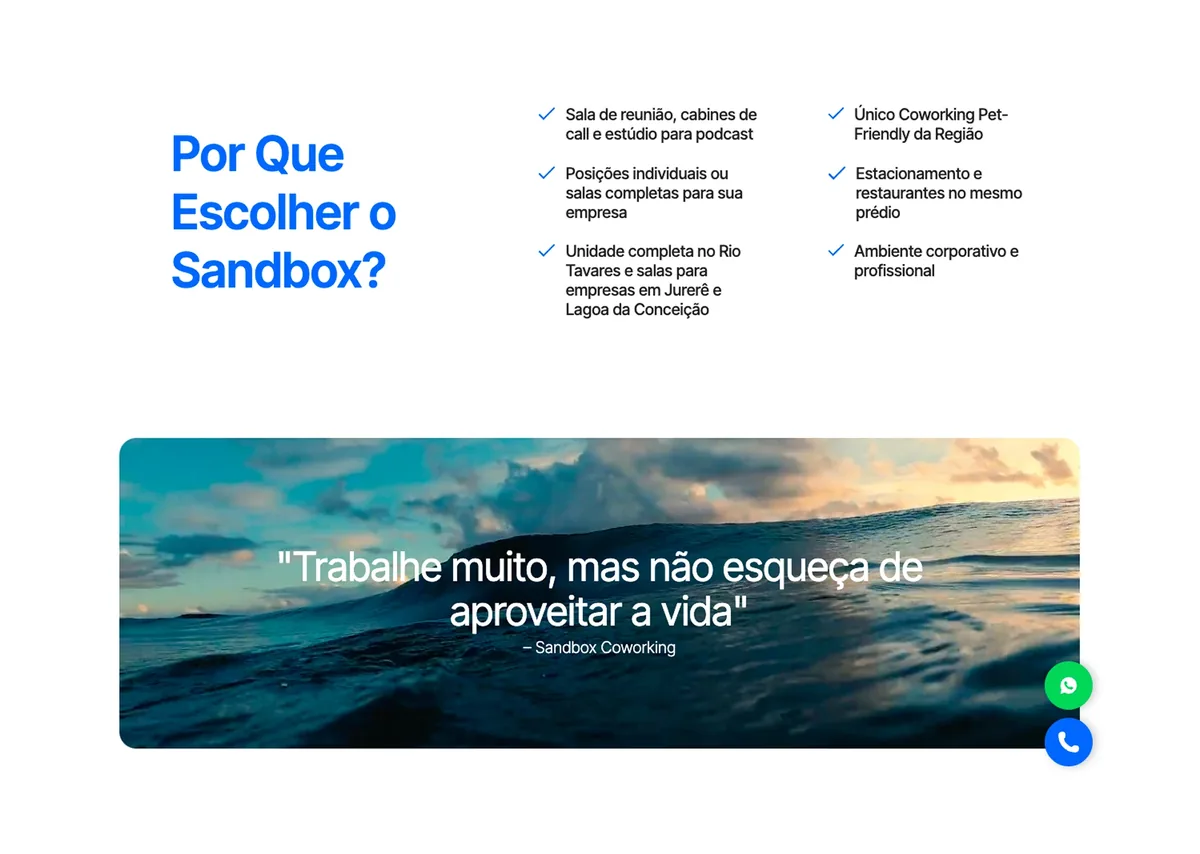 Por Que
Escolher o
Sandbox?
Sala de reunião, cabines de
call e estúdio para podcast
Posições individuais ou
salas completas para sua
empresa
Unidade completa no Rio
Tavares e salas para
empresas em Jurerê e
Lagoa da Conceição
Único Coworking Pet-
Friendly da Região
Estacionamento e
restaurantes no mesmo
prédio
Ambiente corporativo e
profissional
"Trabalhe muito, mas não esqueça de
aproveitar a vida"
– Sandbox Coworking